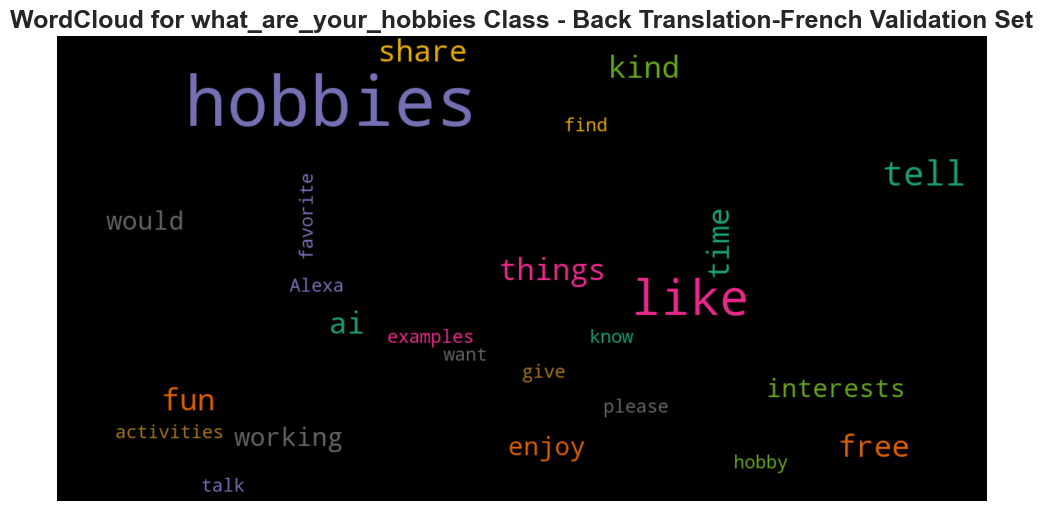 WordCloud for what_are_your_hobbies Class - Back Translation-French Validation Set
share
kind
hobbies
find
tell
favorite
would
time
things
Alexa
like
ai
examples
know
want
give
interests
fun
please
activities
working
enjoy
free
hobby
talk